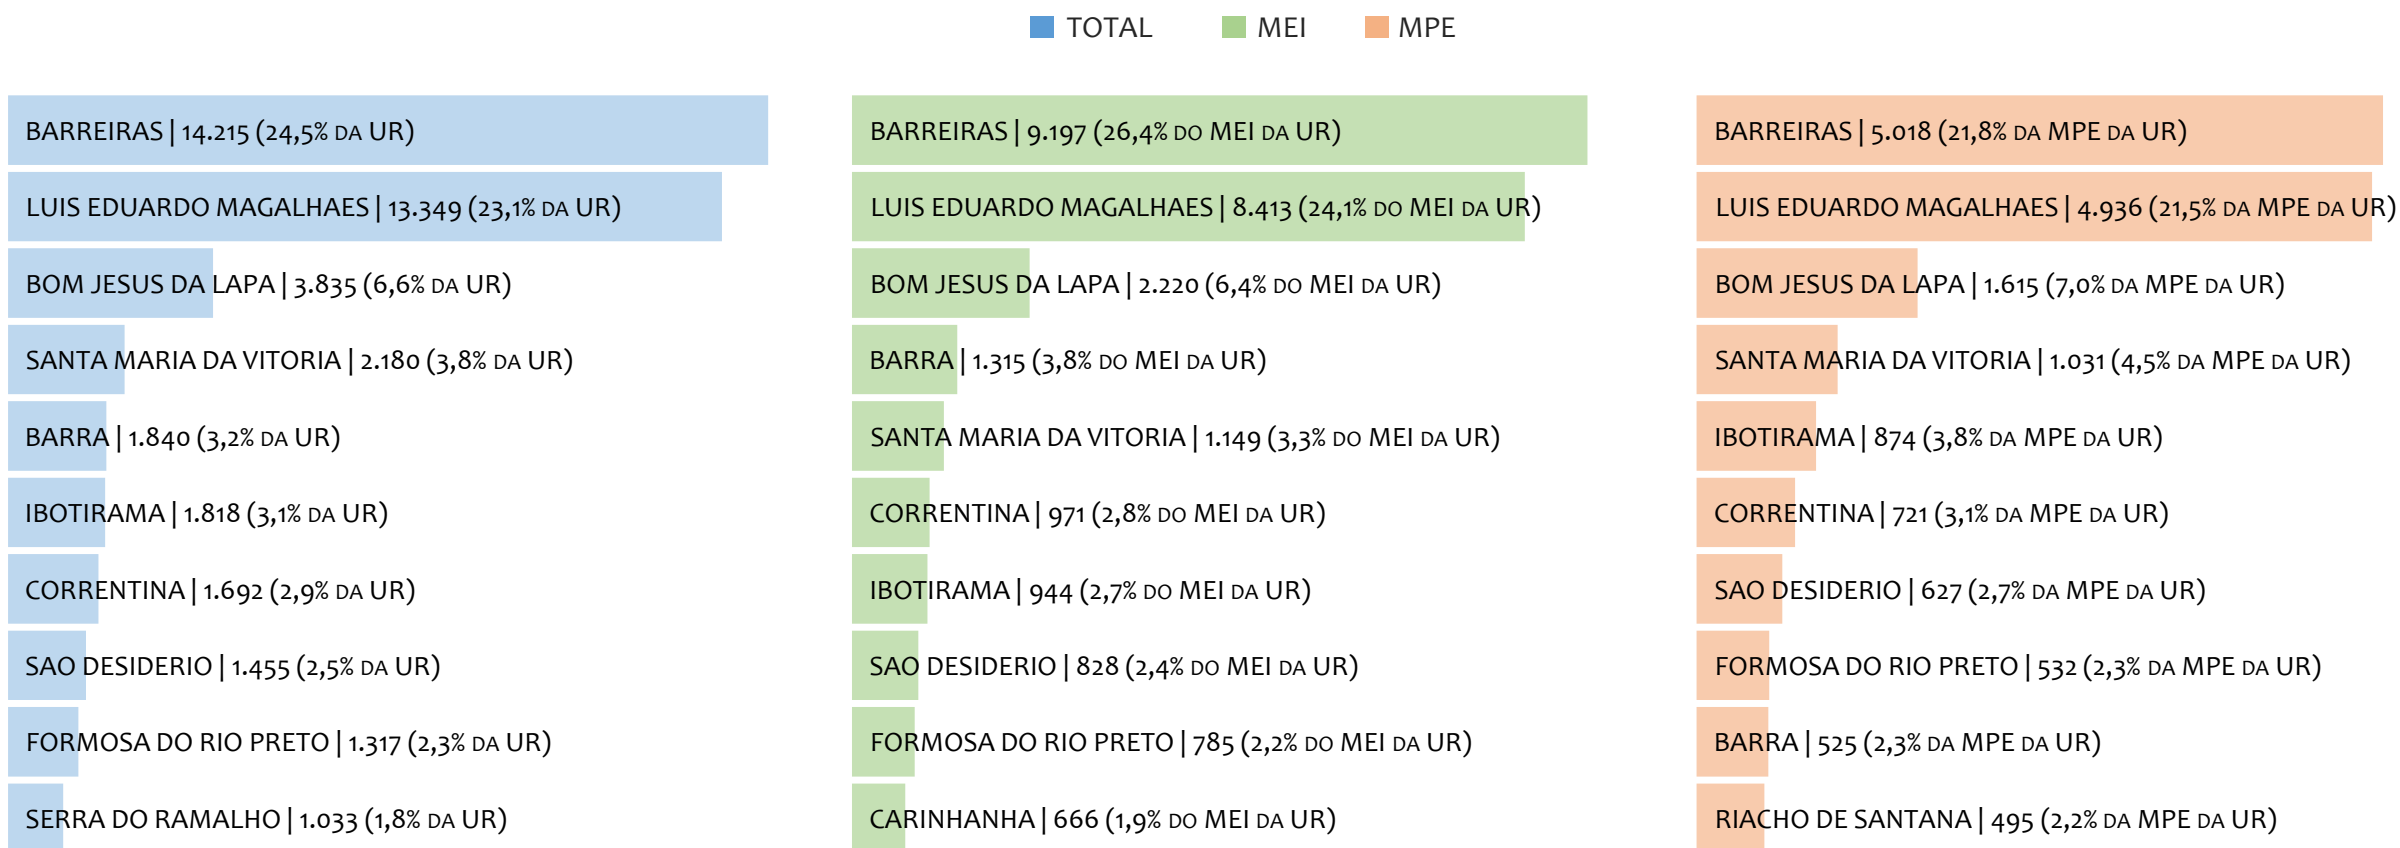 TOTAL MEI MPE
BARREIRAS | 14.215 (24,5% DA UR)
LUIS EDUARDO MAGALHAES | 13.349 (23,1% DA UR)
BOM JESUS DA LAPA | 3.835 (6,6% DA UR)
SANTA MARIA DA VITORIA | 2.180 (3,8% DA UR)
BARRA | 1.840 (3,2% DA UR)
IBOTIRAMA | 1.818 (3,1% DA UR)
CORRENTINA | 1.692 (2,9% DA UR)
SAO DESIDERIO | 1.455 (2,5% DA UR)
FORMOSA DO RIO PRETO | 1.317 (2,3% DA UR)
SERRA DO RAMALHO | 1.033 (1,8% DA UR)
BARREIRAS | 9.197 (26,4% DO MEI DA UR)
LUIS EDUARDO MAGALHAES | 8.413 (24,1% DO MEI DA UR)
BOM JESUS DA LAPA | 2.220 (6,4% DO MEI DA UR)
BARRA | 1.315 (3,8% DO MEI DA UR)
SANTA MARIA DA VITORIA | 1.149 (3,3% DO MEI DA UR)
CORRENTINA | 971 (2,8% DO MEI DA UR)
IBOTIRAMA | 944 (2,7% DO MEI DA UR)
SAO DESIDERIO | 828 (2,4% DO MEI DA UR)
FORMOSA DO RIO PRETO | 785 (2,2% DO MEI DA UR)
CARINHANHA | 666 (1,9% DO MEI DA UR)
BARREIRAS | 5.018 (21,8% DA MPE DA UR)
LUIS EDUARDO MAGALHAES | 4.936 (21,5% DA MPE DA UR)
BOM JESUS DA LAPA | 1.615 (7,0% DA MPE DA UR)
SANTA MARIA DA VITORIA | 1.031 (4,5% DA MPE DA UR)
IBOTIRAMA | 874 (3,8% DA MPE DA UR)
CORRENTINA | 721 (3,1% DA MPE DA UR)
SAO DESIDERIO | 627 (2,7% DA MPE DA UR)
FORMOSA DO RIO PRETO | 532 (2,3% DA MPE DA UR)
BARRA | 525 (2,3% DA MPE DA UR)
RIACHO DE SANTANA | 495 (2,2% DA MPE DA UR)